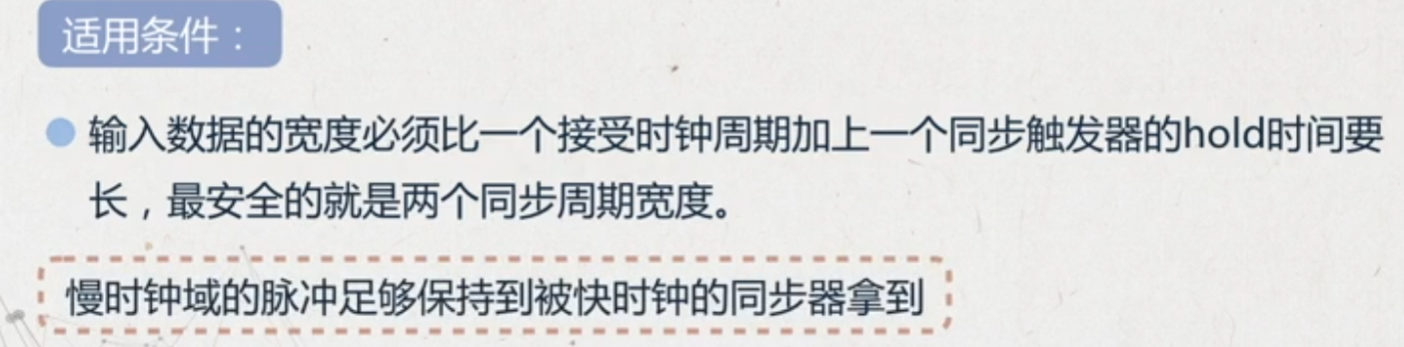 适用条件：
输入数据的宽度必须比一个接受时钟周期加上一个同步触发器的hold时间要
长，最安全的就是两个同步周期宽度。
慢时钟域的脉冲足够保持到被快时钟的同步器拿到